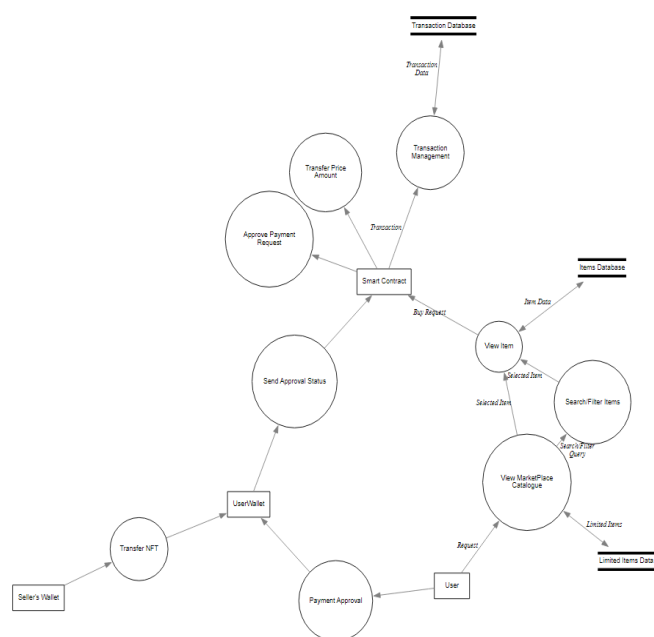 Transaction Database
Transaction
Data
Transaction
Management
Transfer Price
Amount
Approve Payment
Request
Transaction
Smart Contract
Items Database
Item Data
Buy Request
View Item
Selected Item
Send Approval Status
Selected Item
Search/Filter Items
Search/Filter
Query
View MarketPlace
Catalogue
UserWallet
Limited Items
Request
Transfer NFT
Limited Items Data
User
Seller's Wallet
Payment Approval